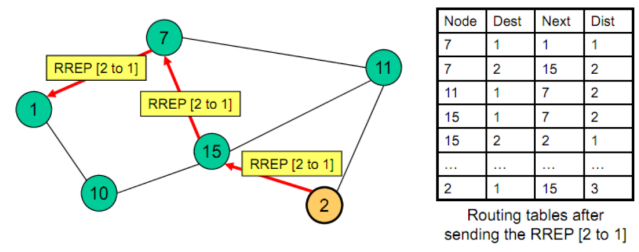 7
RREP [2 to 1]
11
1
RREP [2 to 1]
15
RREP [2 to 1]
10
2
Node Dest Next Dist
7 1 1 1
7 2 15 2
11 1 7 2
15 1 7 2
15 2 2 1
... ... ... ...
2 1 15 3
Routing tables after
sending the RREP [2 to 1]